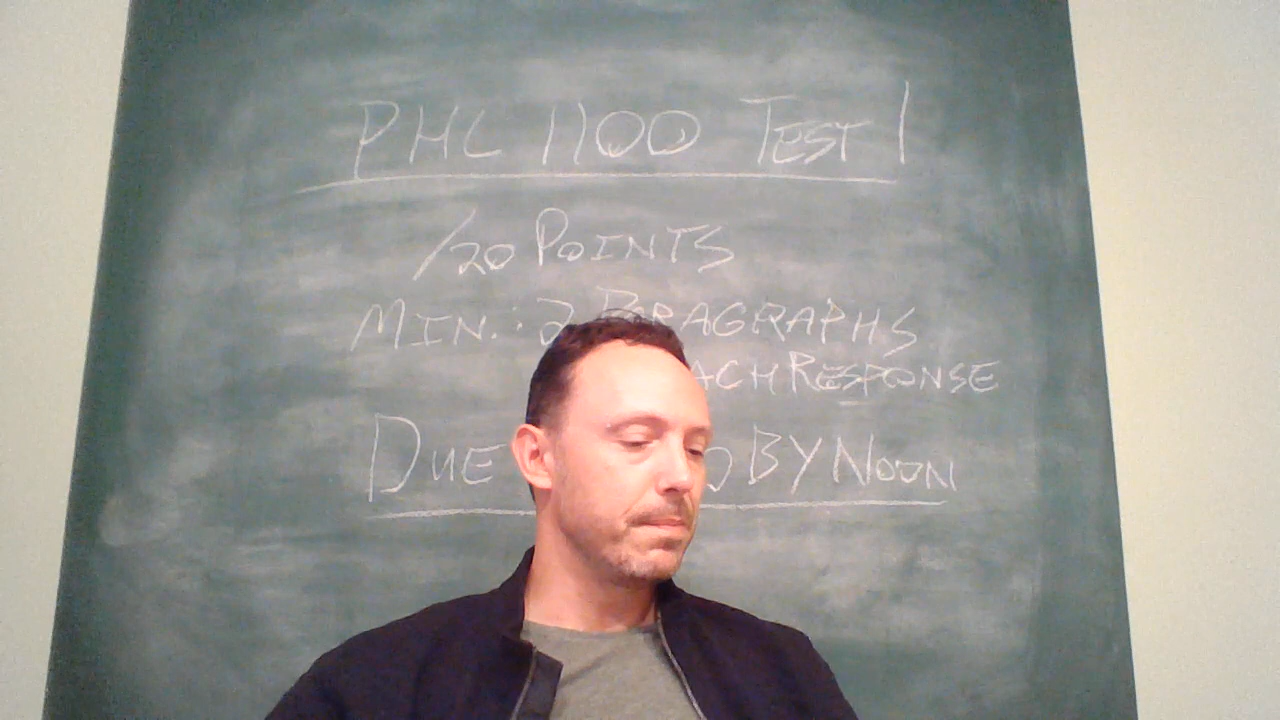 PHL 1100 TEST 1
/20 POINTS
MIN.: 2 PARAGRAPHS
RESPONSE
DUE BY NOON